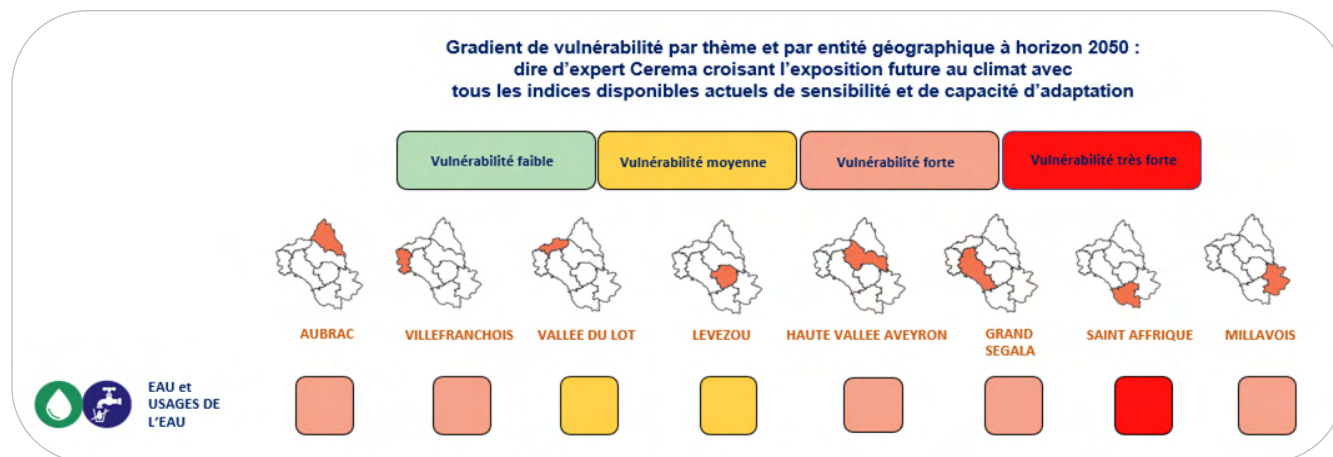 Gradient de vulnérabilité par thème et par entité géographique à horizon 2050 :
dire d'expert Cerema croisant l'exposition future au climat avec
tous les indices disponibles actuels de sensibilité et de capacité d'adaptation
Vulnérabilité faible
Vulnérabilité moyenne
Vulnérabilité forte
Vulnérabilité très forte
AUBRAC
VILLEFRANCHOIS
VALLEE DU LOT
LEVEZOU
HAUTE VALLEE AVEYRON
GRAND
SEGALA
SAINT AFFRIQUE
MILLAVOIS
EAU et
USAGES DE
L'EAU